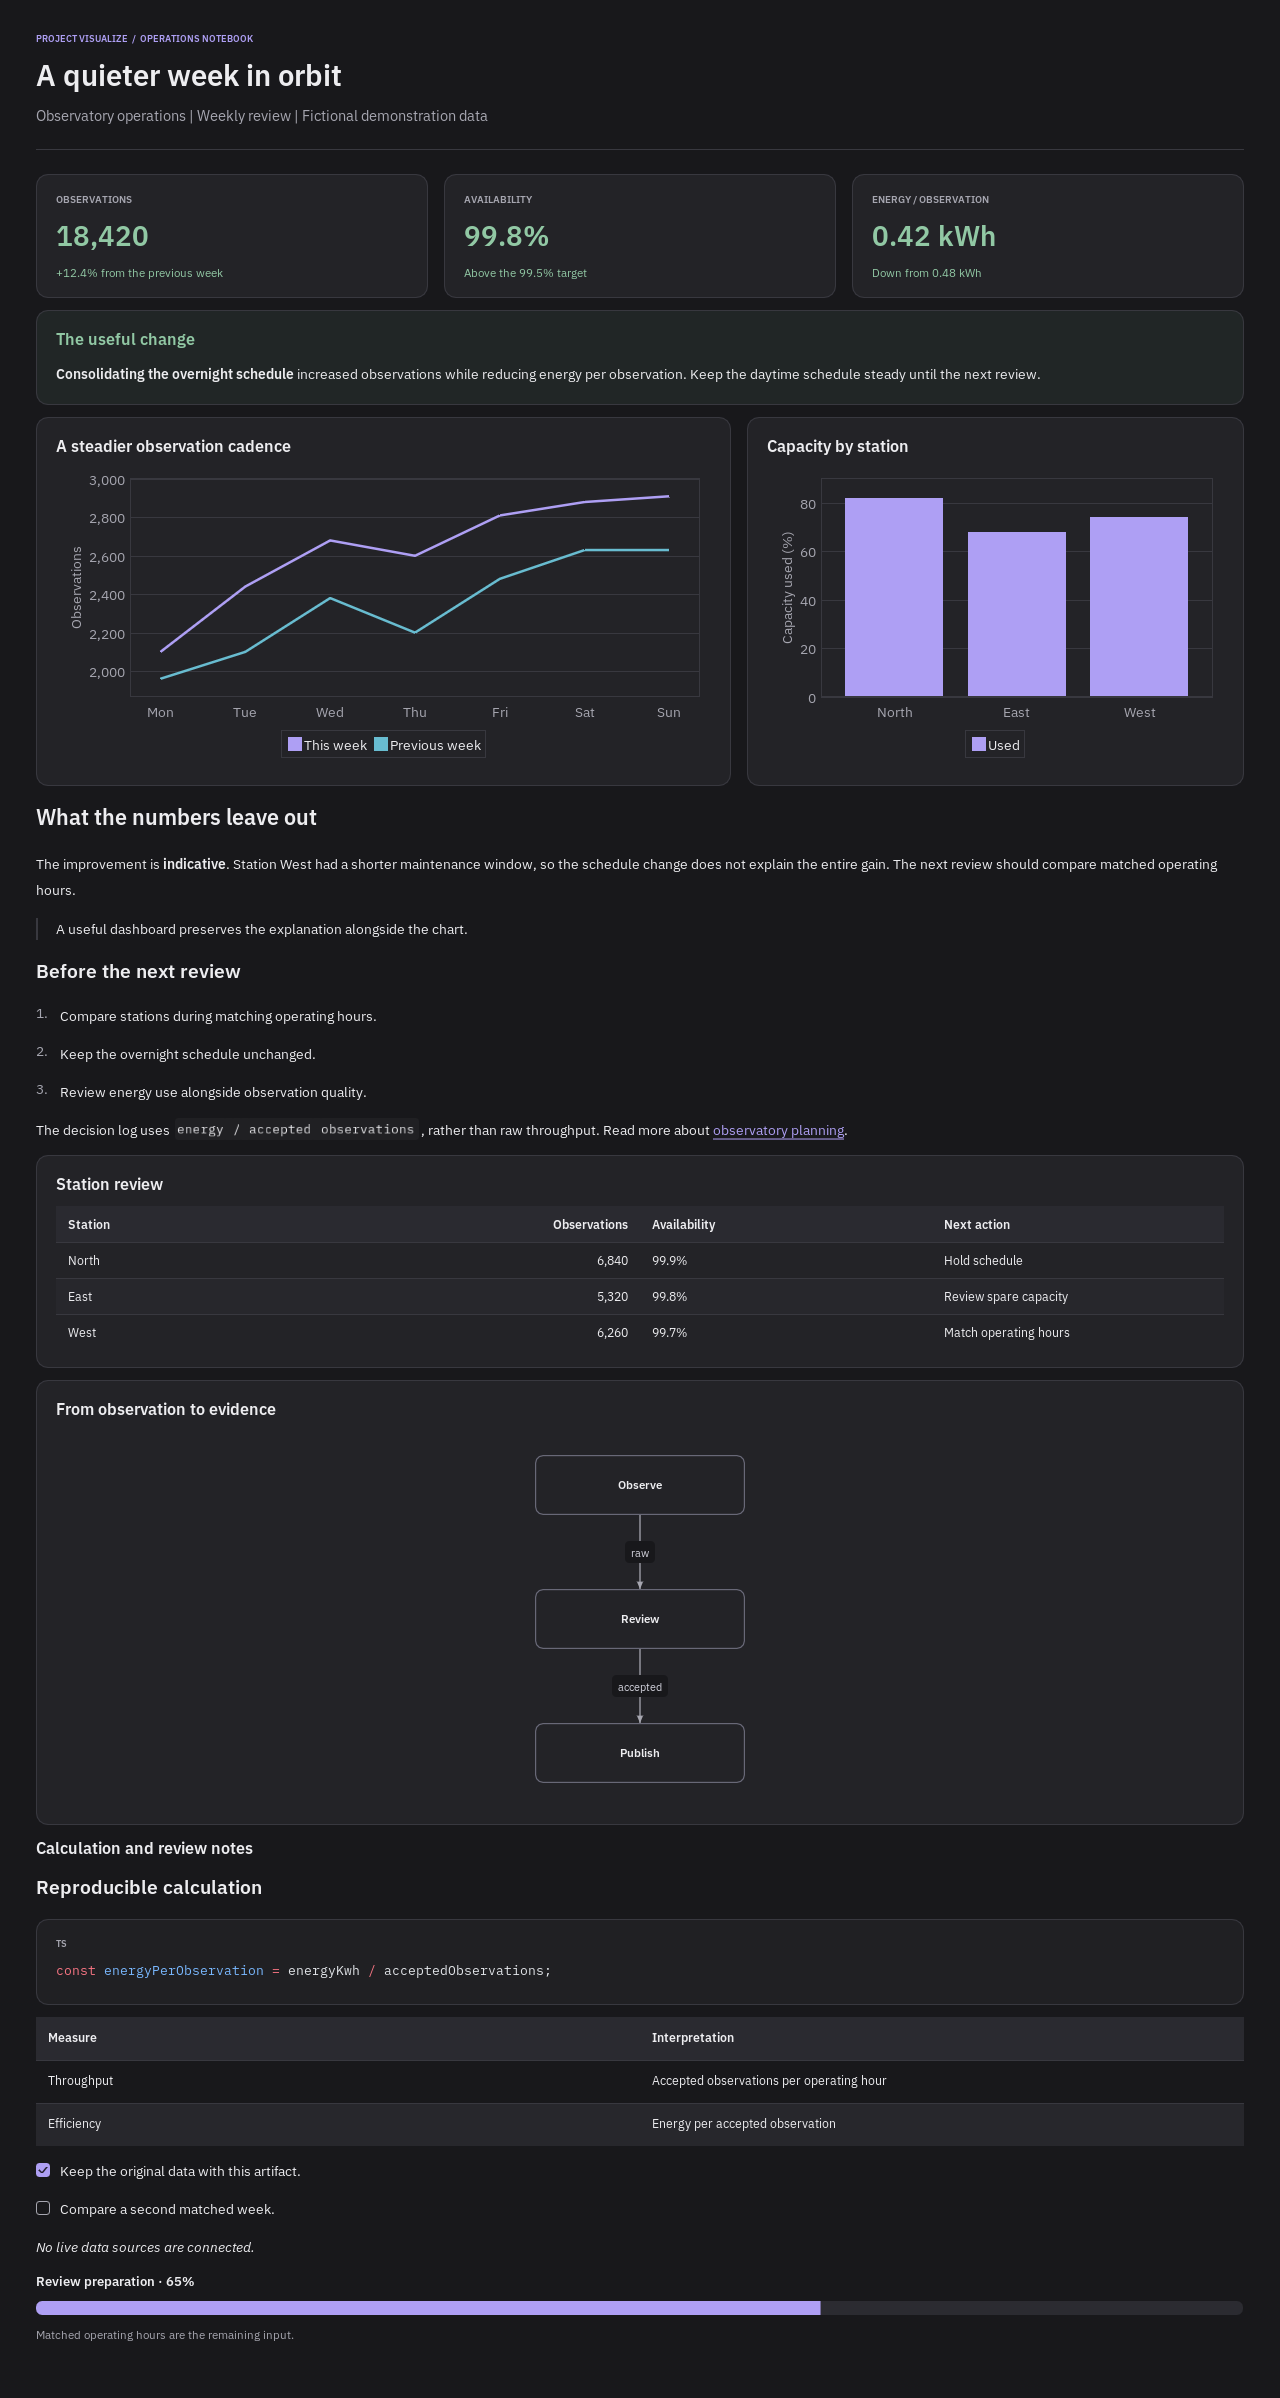 PROJECT VISUALIZE / OPERATIONS NOTEBOOK
A quieter week in orbit
Observatory operations | Weekly review | Fictional demonstration data
OBSERVATIONS
18,420
+12.4% from the previous week
AVAILABILITY
99.8%
Above the 99.5% target
ENERGY / OBSERVATION
0.42 kWh
Down from 0.48 kWh
The useful change
Consolidating the overnight schedule increased observations while reducing energy per observation. Keep the daytime schedule steady until the next review.
A steadier observation cadence
Observations
3,000
2,800
2,600
2,400
2,200
2,000
Mon Tue Wed Thu Fri Sat Sun
This week Previous week
Capacity by station
Capacity used (%)
80
60
40
20
0
North East West
Used
What the numbers leave out
The improvement is indicative. Station West had a shorter maintenance window, so the schedule change does not explain the entire gain. The next review should compare matched operating
hours.
A useful dashboard preserves the explanation alongside the chart.
Before the next review
1. Compare stations during matching operating hours.
2. Keep the overnight schedule unchanged.
3. Review energy use alongside observation quality.
The decision log uses energy / accepted observations, rather than raw throughput. Read more about observatory planning.
Station review
Station Observations Availability Next action
North 6,840 99.9% Hold schedule
East 5,320 99.8% Review spare capacity
West 6,260 99.7% Match operating hours
From observation to evidence
Observe
raw
Review
accepted
Publish
Calculation and review notes
Reproducible calculation
TS
const energyPerObservation = energyKwh / acceptedObservations;
Measure Interpretation
Throughput Accepted observations per operating hour
Efficiency Energy per accepted observation
Keep the original data with this artifact.
Compare a second matched week.
No live data sources are connected.
Review preparation · 65%
Matched operating hours are the remaining input.